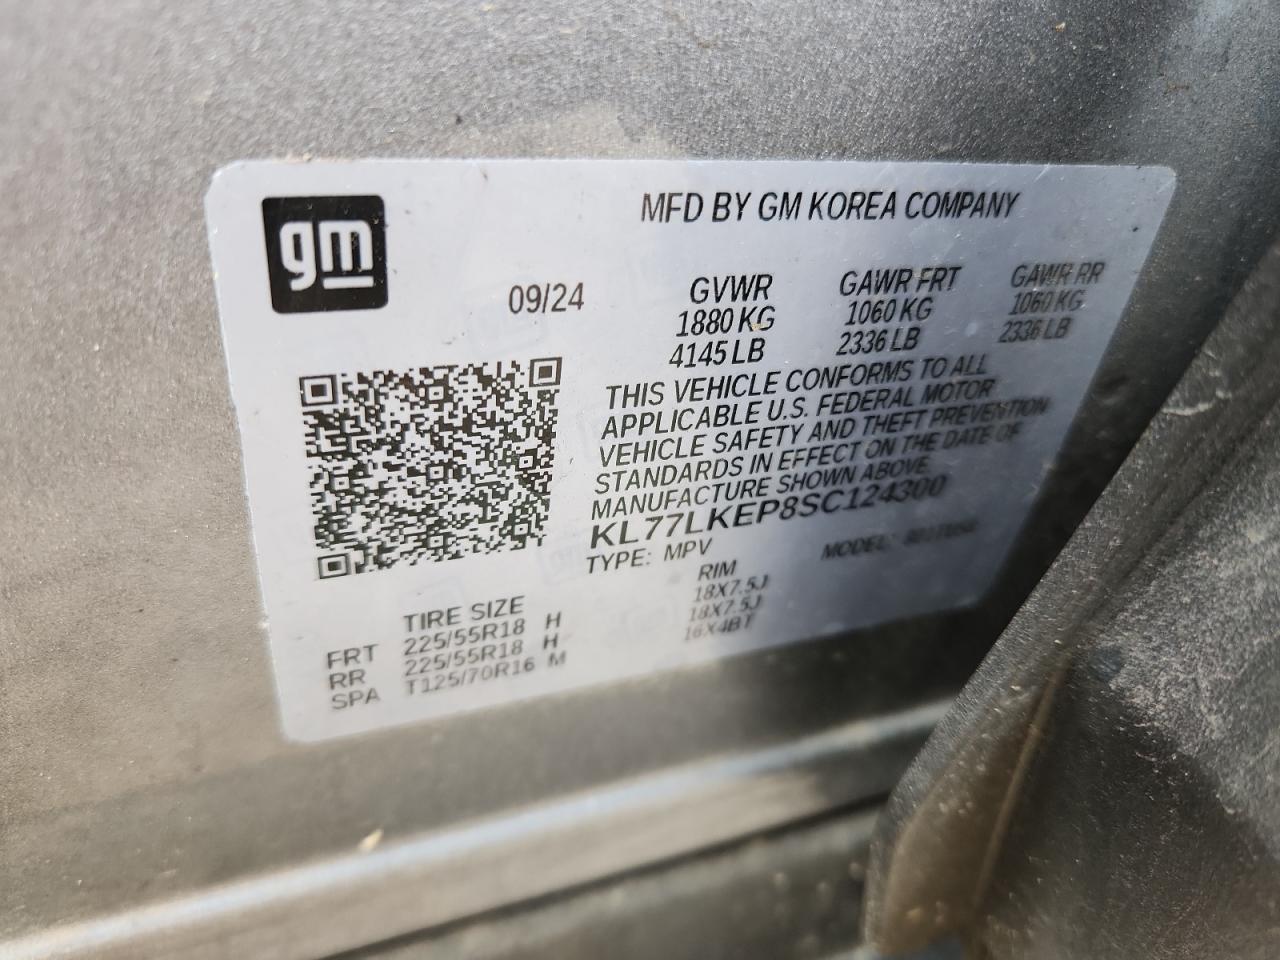 gm
MFD BY GM KOREA COMPANY
09/24
GVWR GAWR FRT GAWR RR
1880 KG 1060 KG 1060 KG
4145 LB 2336 LB 2336 LB
THIS VEHICLE CONFORMS TO ALL
APPLICABLE U.S. FEDERAL MOTOR
VEHICLE SAFETY AND THEFT PREVENTION
STANDARDS IN EFFECT ON THE DATE OF
MANUFACTURE SHOWN ABOVE.
KL77LKEP8SC124300
TYPE: MPV MODEL:
TIRE SIZE RIM
FRT 225/55R18 H 18X7.5J
RR 225/55R18 H 18X7.5J
SPA T125/70R16 M 16X4BT